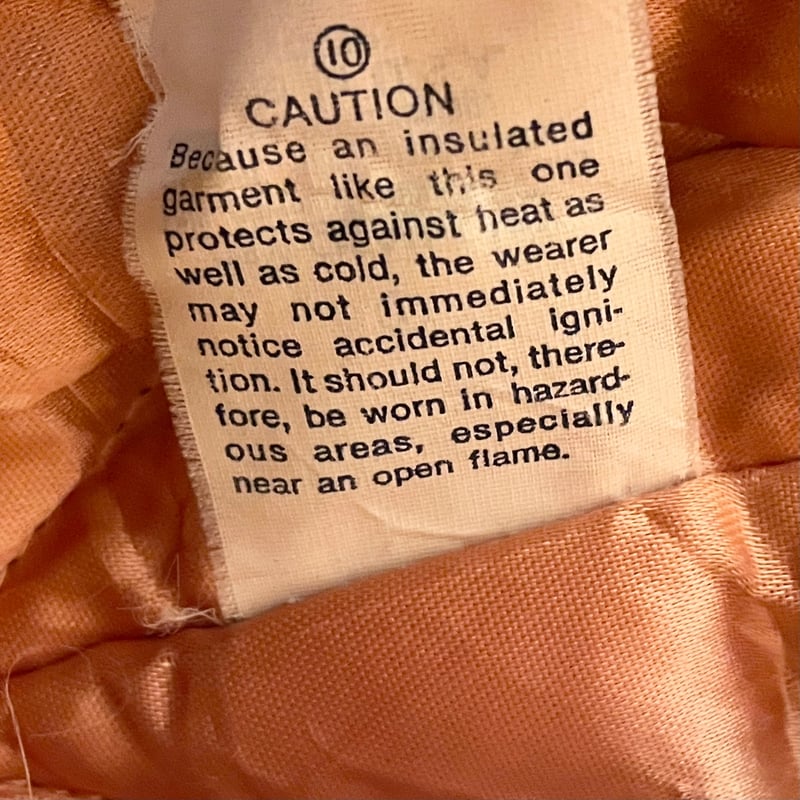 10
CAUTION
Because an insulated
garment like this one
protects against heat as
well as cold, the wearer
may not immediately
notice accidental igni-
tion. It should not, there-
fore, be worn in hazard-
ous areas, especially
near an open flame.